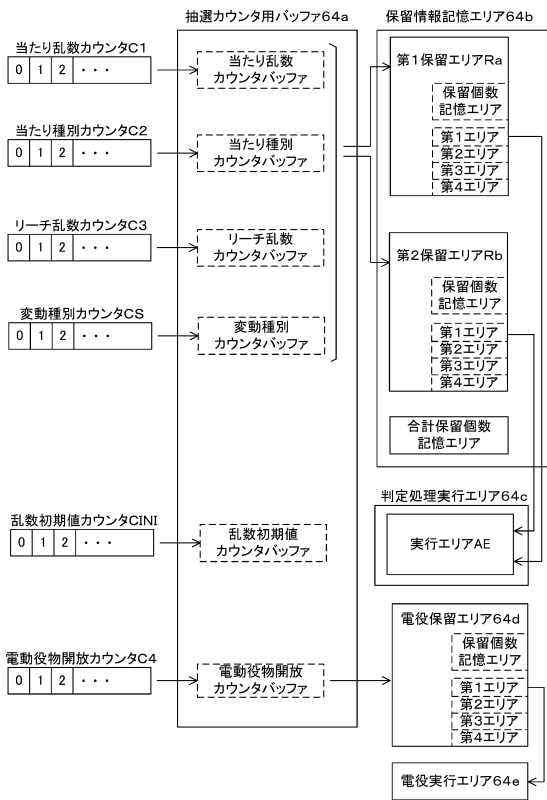 抽選カウンタ用バッファ64a
保留情報記憶エリア64b
当たり乱数カウンタC1
0 1 2 ・・・
当たり乱数
カウンタバッファ
当たり種別カウンタC2
0 1 2 ・・・
当たり種別
カウンタバッファ
リーチ乱数カウンタC3
0 1 2 ・・・
リーチ乱数
カウンタバッファ
変動種別カウンタCS
0 1 2 ・・・
変動種別
カウンタバッファ
乱数初期値カウンタCINI
0 1 2 ・・・
乱数初期値
カウンタバッファ
電動役物開放カウンタC4
0 1 2 ・・・
電動役物開放
カウンタバッファ
第1保留エリアRa
保留個数
記憶エリア
第1エリア
第2エリア
第3エリア
第4エリア
第2保留エリアRb
保留個数
記憶エリア
第1エリア
第2エリア
第3エリア
第4エリア
合計保留個数
記憶エリア
判定処理実行エリア64c
実行エリアAE
電役保留エリア64d
保留個数
記憶エリア
第1エリア
第2エリア
第3エリア
第4エリア
電役実行エリア64e